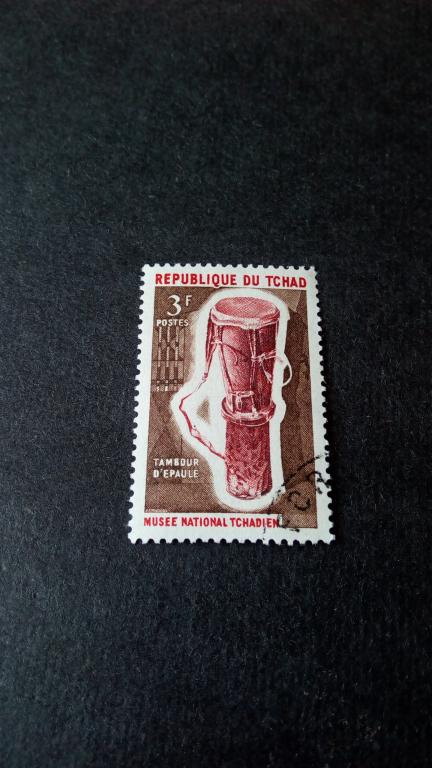 REPUBLIQUE DU TCHAD
3F
POSTES
TAMBOUR
D'EPAULE
MUSEE NATIONAL TCHADIEN